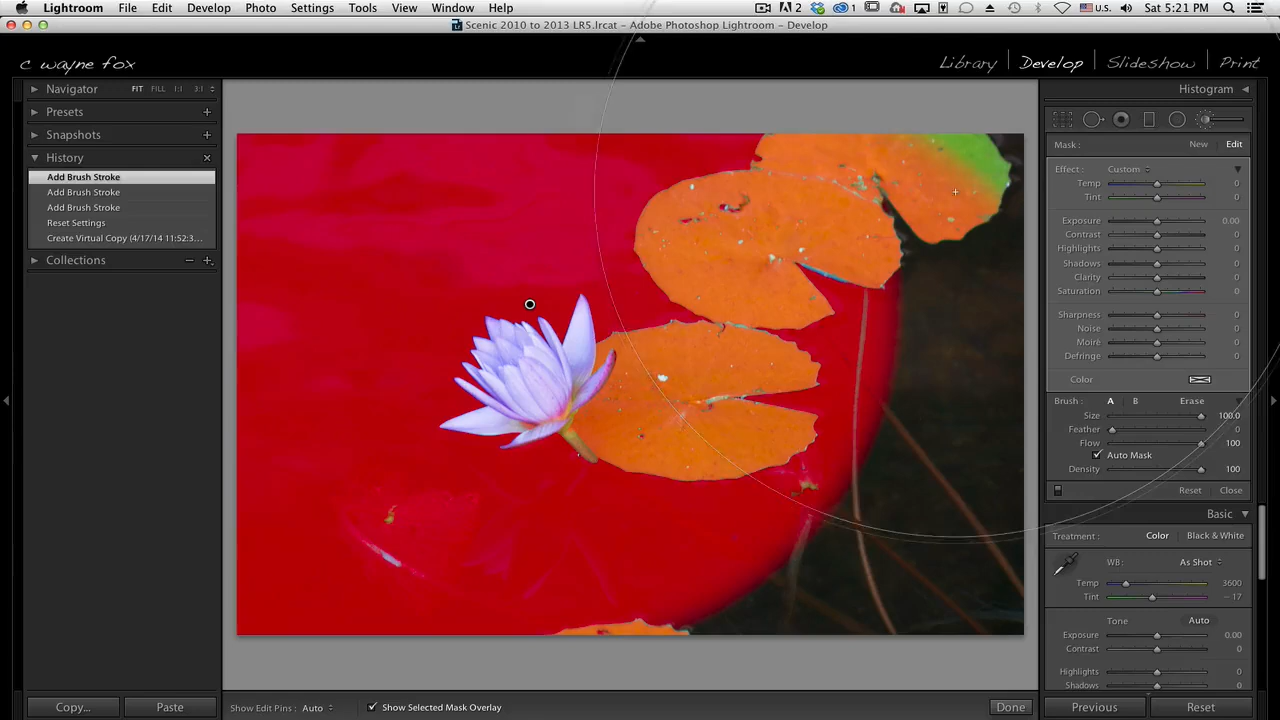 Lightroom File Edit Develop Photo Settings Tools View Window Help 2 1 U.S. Sat 5:21 PM
Scenic 2010 to 2013 LR5.lrcat – Adobe Photoshop Lightroom – Develop
c wayne fox Library Develop Slideshow Print
Navigator FIT FILL 1:1 3:1
Presets
Snapshots
History
Add Brush Stroke
Add Brush Stroke
Add Brush Stroke
Reset Settings
Create Virtual Copy (4/17/14 11:52:3...
Collections
Copy... Paste
Show Edit Pins: Auto Show Selected Mask Overlay Done
Histogram
Mask: New Edit
Effect: Custom
Temp 0
Tint 0
Exposure 0.00
Contrast 0
Highlights 0
Shadows 0
Clarity 0
Saturation 0
Sharpness 0
Noise 0
Moiré 0
Defringe 0
Color
Brush: A B Erase
Size 100.0
Feather 0
Flow 100
Auto Mask
Density 100
Reset Close
Basic
Treatment: Color Black & White
WB: As Shot
Temp 3600
Tint – 17
Tone Auto
Exposure 0.00
Contrast 0
Highlights 0
Shadows 0
Previous Reset